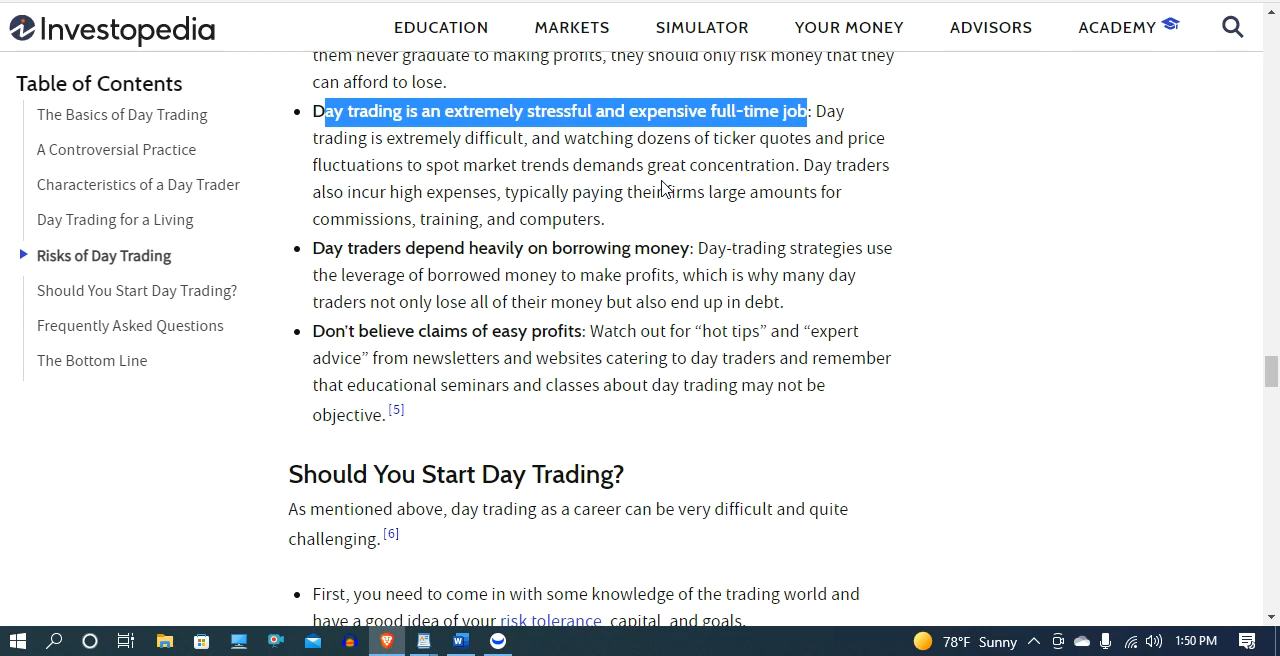 Investopedia
EDUCATION MARKETS SIMULATOR YOUR MONEY ADVISORS ACADEMY
Table of Contents
The Basics of Day Trading
A Controversial Practice
Characteristics of a Day Trader
Day Trading for a Living
Risks of Day Trading
Should You Start Day Trading?
Frequently Asked Questions
The Bottom Line
them never graduate to making profits, they should only risk money that they
can afford to lose.
Day trading is an extremely stressful and expensive full-time job: Day
trading is extremely difficult, and watching dozens of ticker quotes and price
fluctuations to spot market trends demands great concentration. Day traders
also incur high expenses, typically paying their firms large amounts for
commissions, training, and computers.
Day traders depend heavily on borrowing money: Day-trading strategies use
the leverage of borrowed money to make profits, which is why many day
traders not only lose all of their money but also end up in debt.
Don't believe claims of easy profits: Watch out for “hot tips” and “expert
advice” from newsletters and websites catering to day traders and remember
that educational seminars and classes about day trading may not be
objective. [5]
Should You Start Day Trading?
As mentioned above, day trading as a career can be very difficult and quite
challenging. [6]
First, you need to come in with some knowledge of the trading world and
have a good idea of your risk tolerance, capital, and goals.
78°F Sunny 1:50 PM